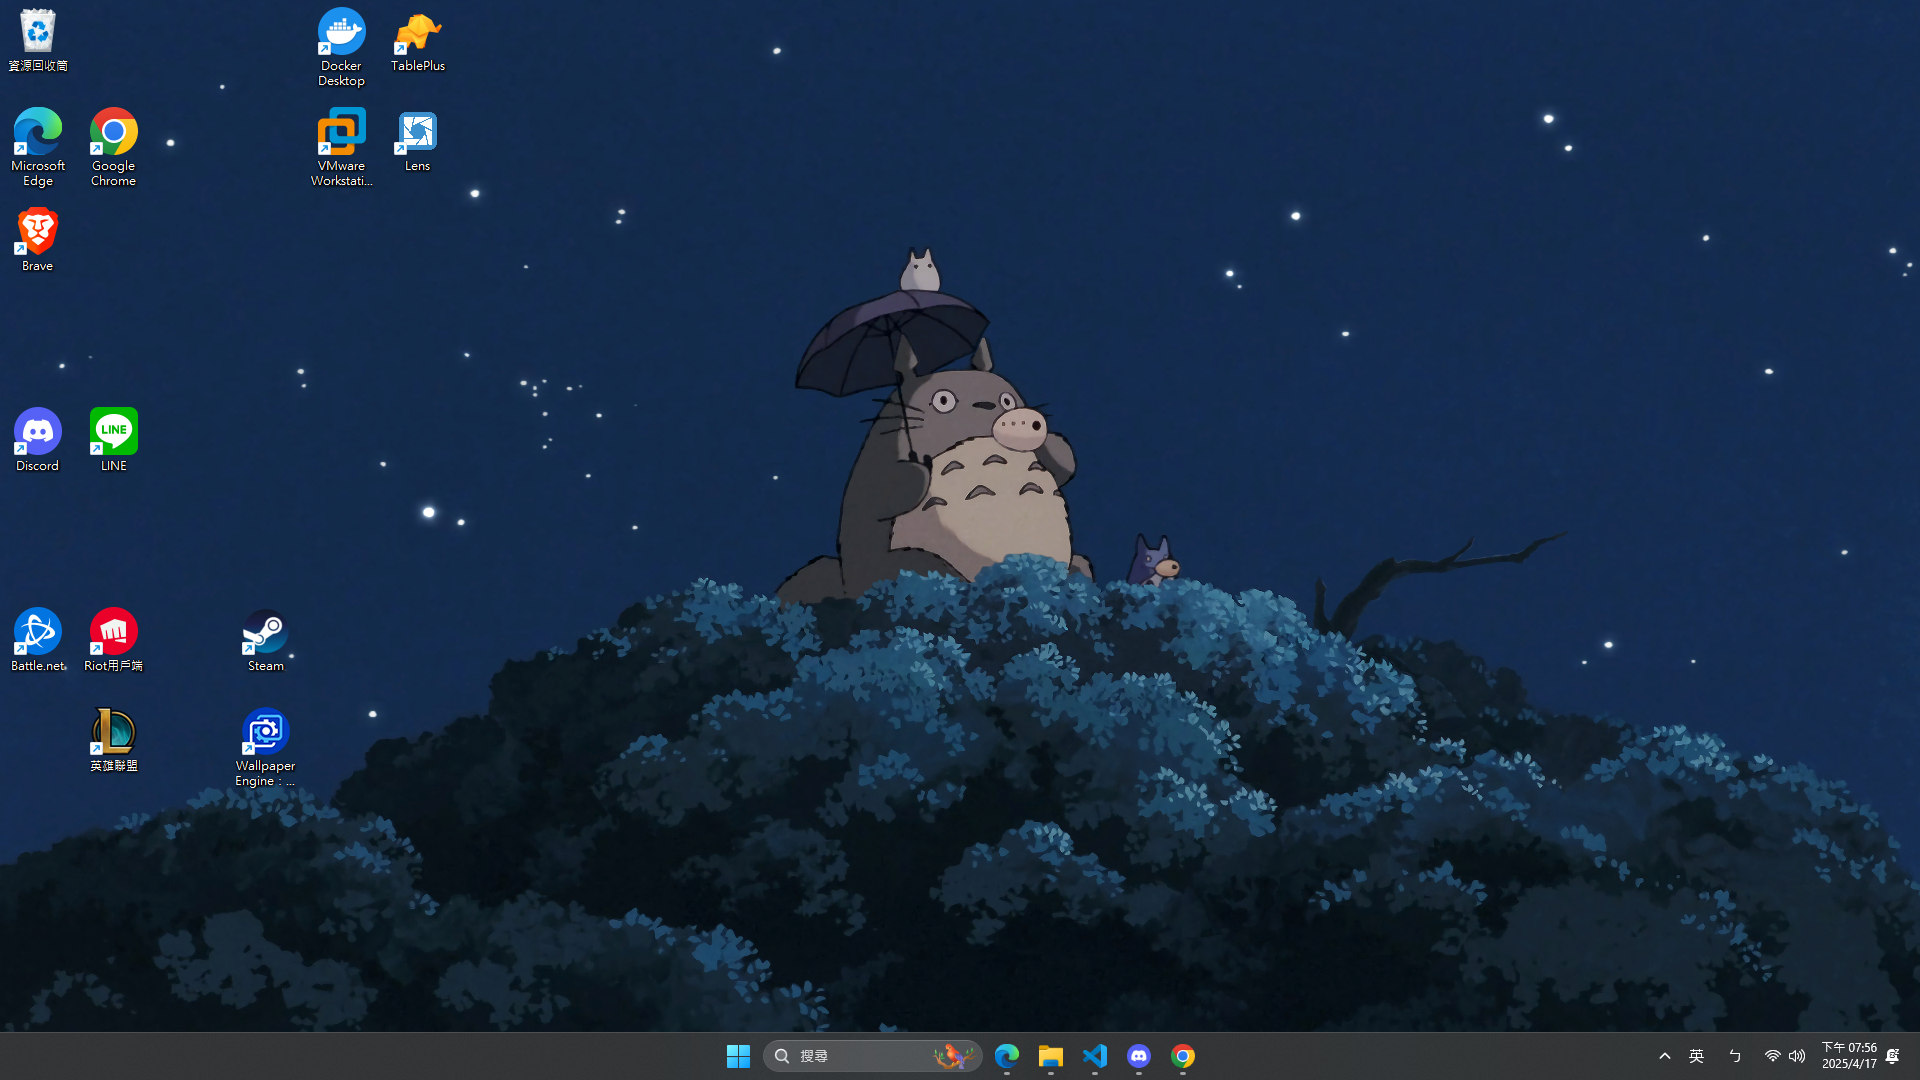 資源回收筒
Docker
Desktop
TablePlus
Microsoft
Edge
Google
Chrome
VMware
Workstati...
Lens
Brave
Discord
LINE
LINE
Battle.net
Riot用戶端
Steam
英雄聯盟
Wallpaper
Engine：...
搜尋
英
ㄅ
下午 07:56
2025/4/17